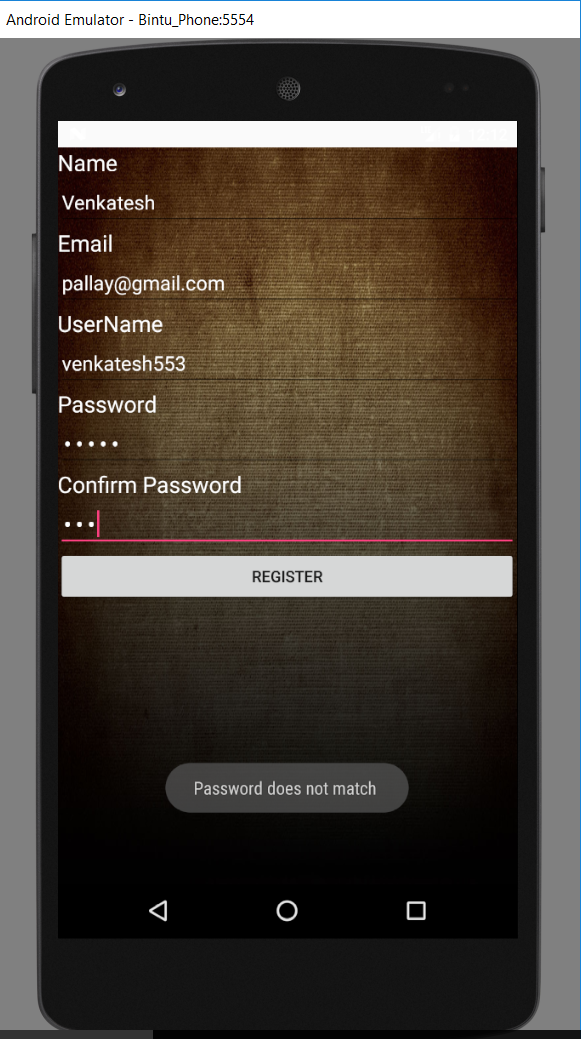 Android Emulator - Bintu_Phone:5554
Name
Venkatesh
Email
pallay@gmail.com
UserName
venkatesh553
Password
•••••
Confirm Password
•••
REGISTER
Password does not match